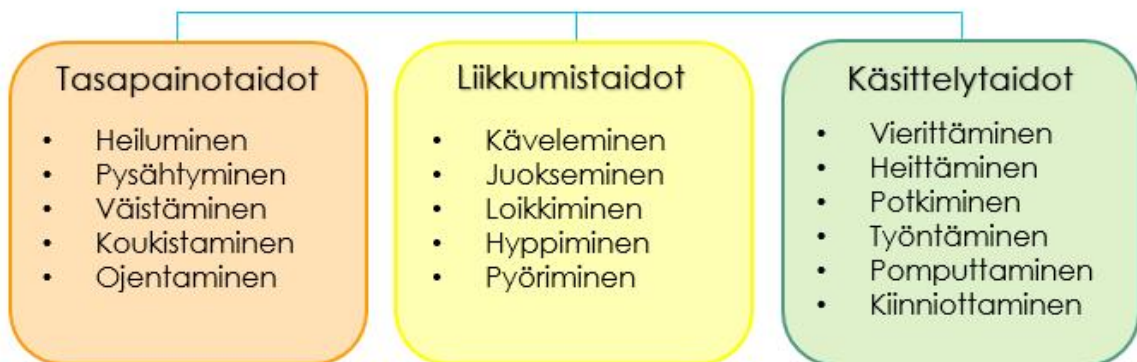 Tasapainotaidot
• Heiluminen
• Pysähtyminen
• Väistäminen
• Koukistaminen
• Ojentaminen
Liikkumistaidot
• Käveleminen
• Juokseminen
• Loikkiminen
• Hyppiminen
• Pyöriminen
Käsittelytaidot
• Vierittäminen
• Heittäminen
• Potkiminen
• Työntäminen
• Pomputtaminen
• Kiinniottaminen